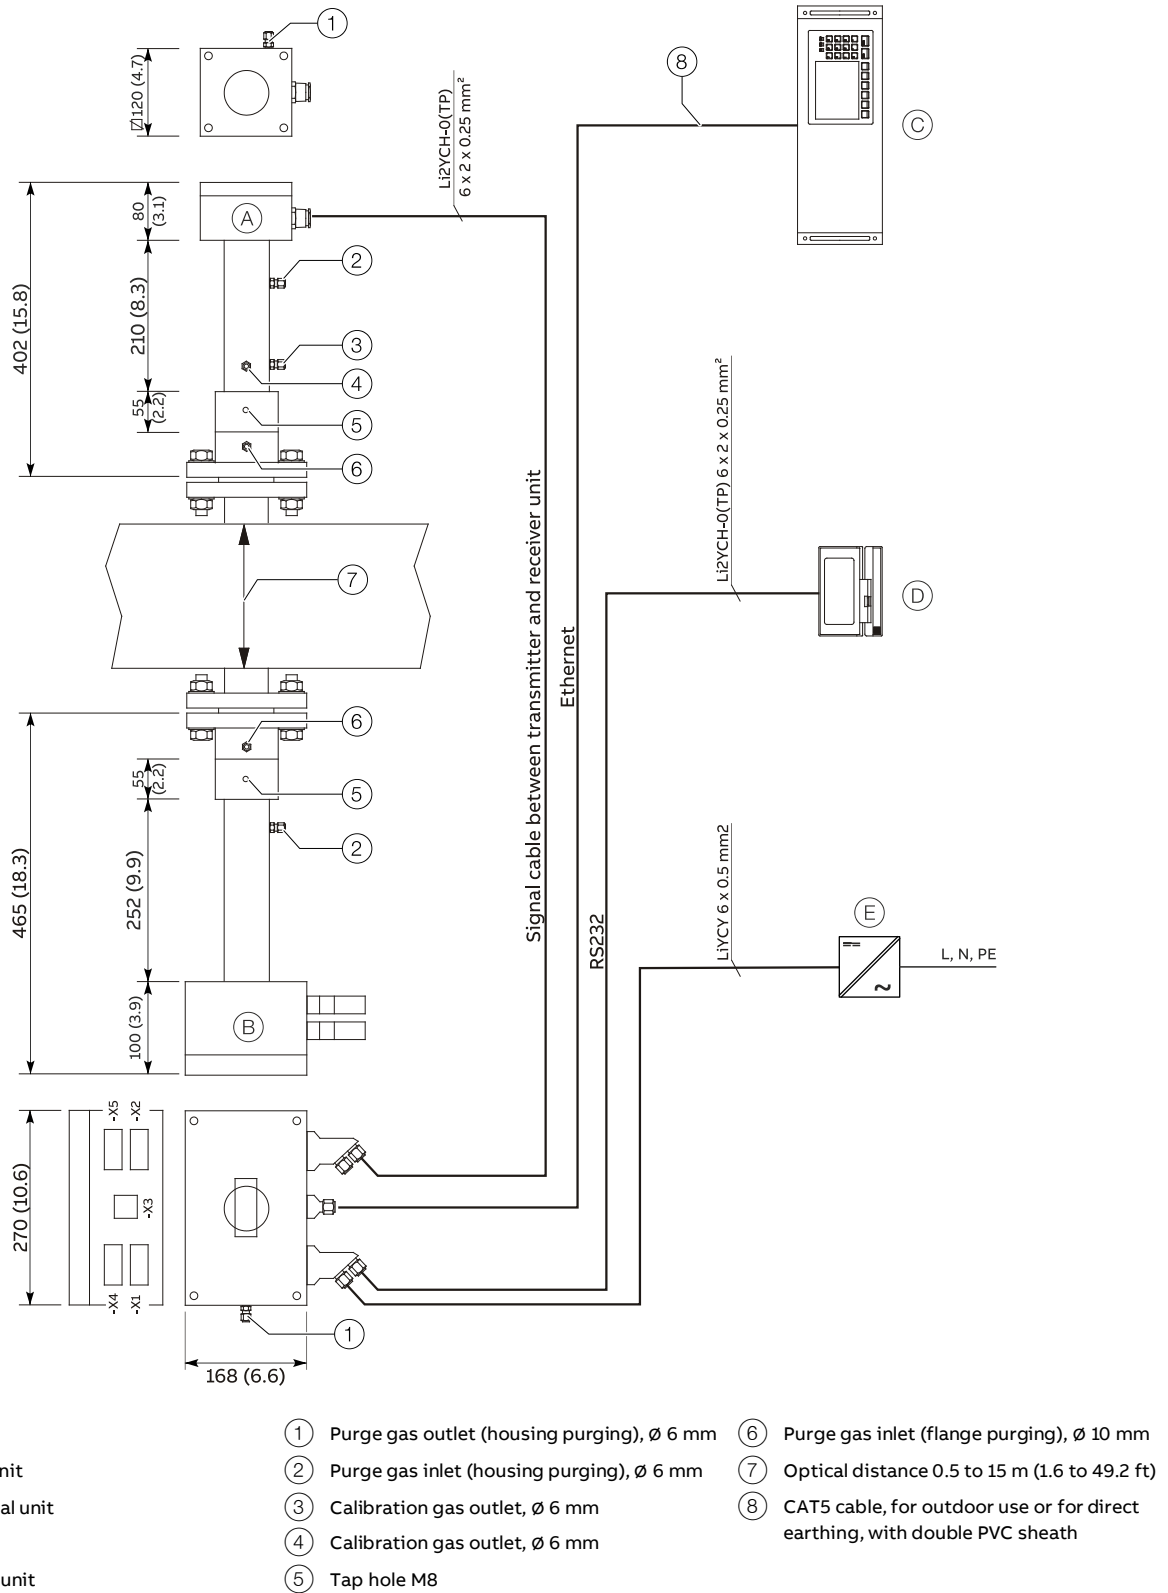 1
120 (4.7)
8
Li2YCH-0(TP)
6 x 2 x 0.25 mm²
C
80
(3.1)
A
2
402 (15.8)
210 (8.3)
3
4
55
(2.2)
5
6
Li2YCH-0(TP) 6 x 2 x 0.25 mm²
7
D
Signal cable between transmitter and receiver unit
Ethernet
6
55
(2.2)
5
2
465 (18.3)
252 (9.9)
LiYCY 6 x 0.5 mm2
RS232
E
L, N, PE
100 (3.9)
B
-X5
-X2
270 (10.6)
-X3
-X4
-X1
1
168 (6.6)
1 Purge gas outlet (housing purging), Ø 6 mm
2 Purge gas inlet (housing purging), Ø 6 mm
3 Calibration gas outlet, Ø 6 mm
4 Calibration gas outlet, Ø 6 mm
5 Tap hole M8
6 Purge gas inlet (flange purging), Ø 10 mm
7 Optical distance 0.5 to 15 m (1.6 to 49.2 ft)
8 CAT5 cable, for outdoor use or for direct
earthing, with double PVC sheath
unit